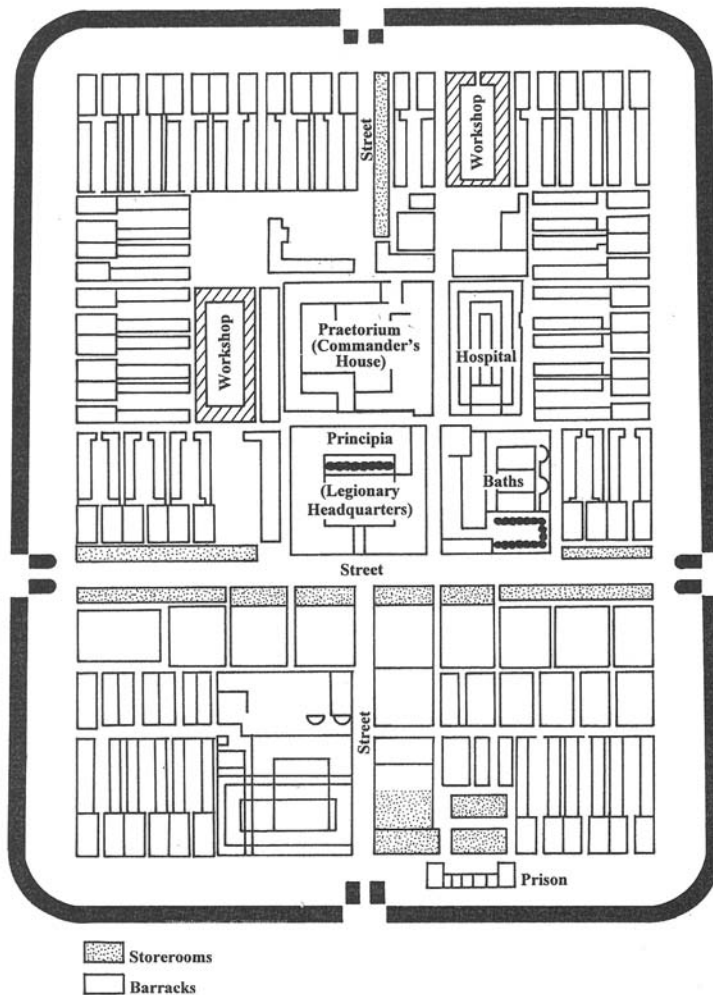 Street
Workshop
Workshop
Praetorium
(Commander's
House)
Hospital
Principia
(Legionary
Headquarters)
Baths
Street
Street
Prison
Storerooms
Barracks